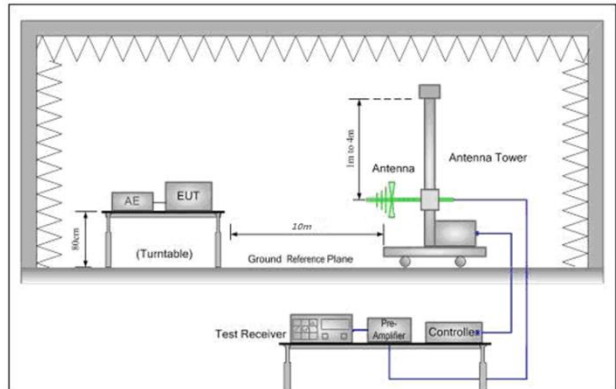 1m to 4m
Antenna
Antenna Tower
AE
EUT
10m
80cm
(Turntable)
Ground Reference Plane
Test Receiver
Pre-
Amplifier
Controller